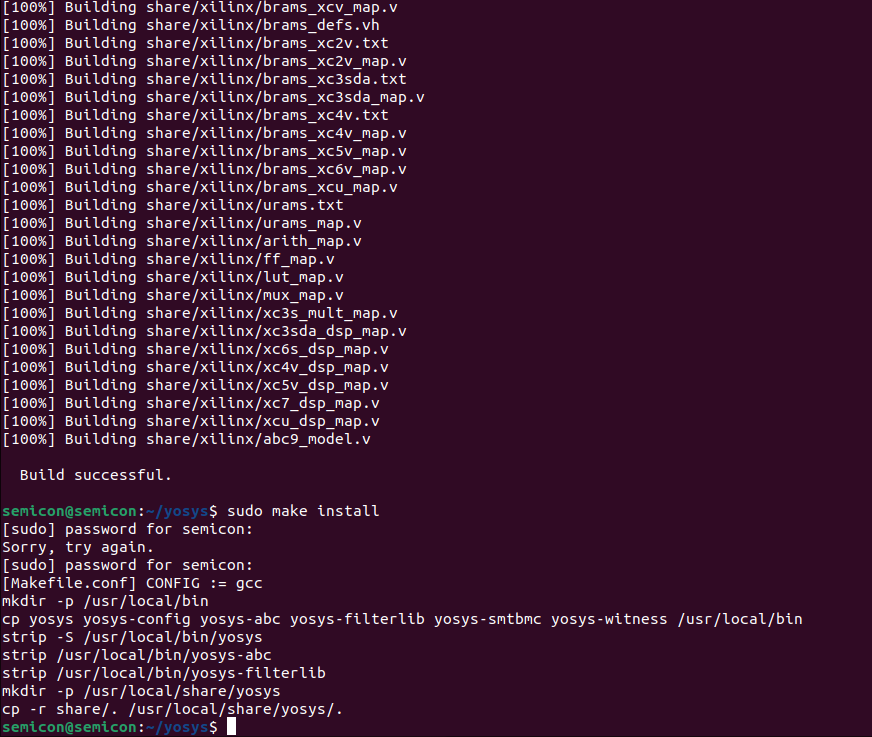 [100%] Building share/xilinx/brams_xcv_map.v
[100%] Building share/xilinx/brams_defs.vh
[100%] Building share/xilinx/brams_xc2v.txt
[100%] Building share/xilinx/brams_xc2v_map.v
[100%] Building share/xilinx/brams_xc3sda.txt
[100%] Building share/xilinx/brams_xc3sda_map.v
[100%] Building share/xilinx/brams_xc4v.txt
[100%] Building share/xilinx/brams_xc4v_map.v
[100%] Building share/xilinx/brams_xc5v_map.v
[100%] Building share/xilinx/brams_xc6v_map.v
[100%] Building share/xilinx/brams_xcu_map.v
[100%] Building share/xilinx/urams.txt
[100%] Building share/xilinx/urams_map.v
[100%] Building share/xilinx/arith_map.v
[100%] Building share/xilinx/ff_map.v
[100%] Building share/xilinx/lut_map.v
[100%] Building share/xilinx/mux_map.v
[100%] Building share/xilinx/xc3s_mult_map.v
[100%] Building share/xilinx/xc3sda_dsp_map.v
[100%] Building share/xilinx/xc6s_dsp_map.v
[100%] Building share/xilinx/xc4v_dsp_map.v
[100%] Building share/xilinx/xc5v_dsp_map.v
[100%] Building share/xilinx/xc7_dsp_map.v
[100%] Building share/xilinx/xcu_dsp_map.v
[100%] Building share/xilinx/abc9_model.v
Build successful.
semicon@semicon:~/yosys$ sudo make install
[sudo] password for semicon:
Sorry, try again.
[sudo] password for semicon:
[Makefile.conf] CONFIG := gcc
mkdir -p /usr/local/bin
cp yosys yosys-config yosys-abc yosys-filterlib yosys-smtbmc yosys-witness /usr/local/bin
strip -S /usr/local/bin/yosys
strip /usr/local/bin/yosys-abc
strip /usr/local/bin/yosys-filterlib
mkdir -p /usr/local/share/yosys
cp -r share/. /usr/local/share/yosys/.
semicon@semicon:~/yosys$